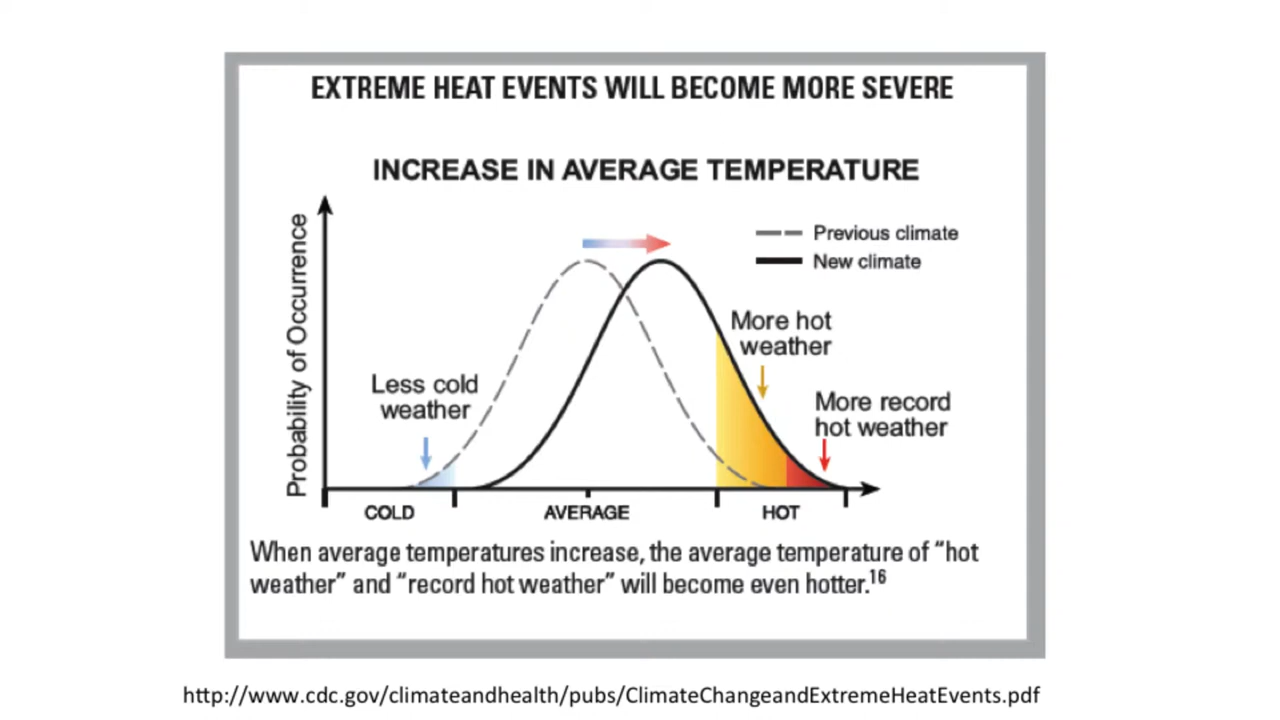 EXTREME HEAT EVENTS WILL BECOME MORE SEVERE
INCREASE IN AVERAGE TEMPERATURE
Probability of Occurrence
Previous climate
New climate
More hot
weather
Less cold
weather
More record
hot weather
COLD
AVERAGE
HOT
When average temperatures increase, the average temperature of “hot
weather” and “record hot weather” will become even hotter.16
http://www.cdc.gov/climateandhealth/pubs/ClimateChangeandExtremeHeatEvents.pdf